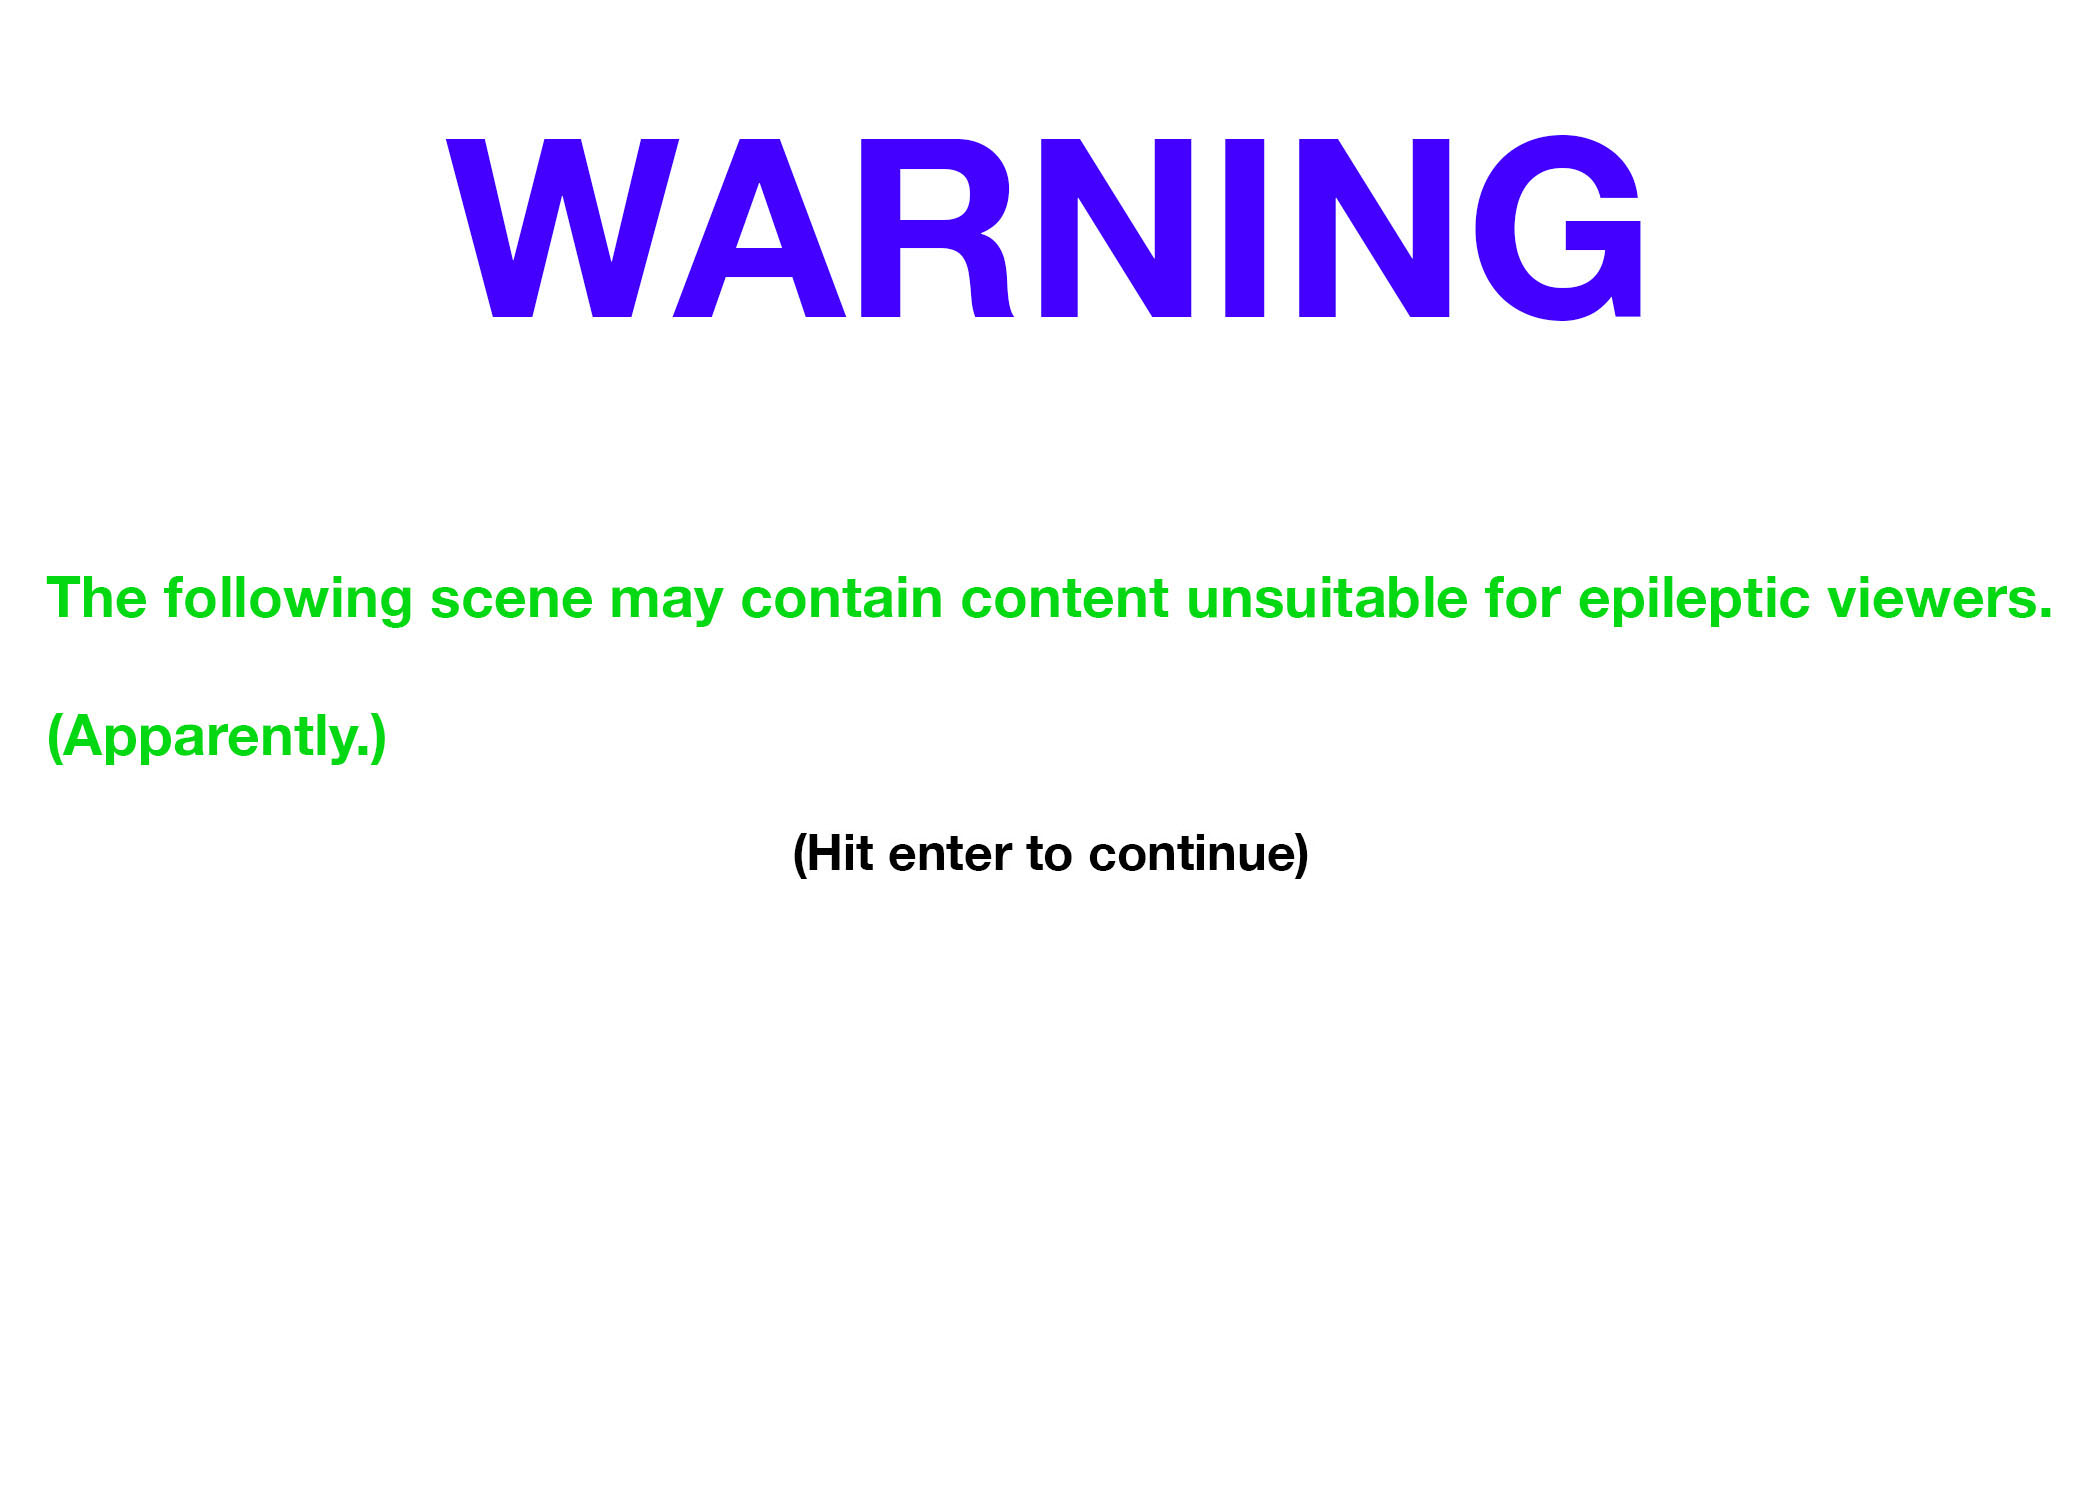 WARNING
The following scene may contain content unsuitable for epileptic viewers.
(Apparently.)
(Hit enter to continue)